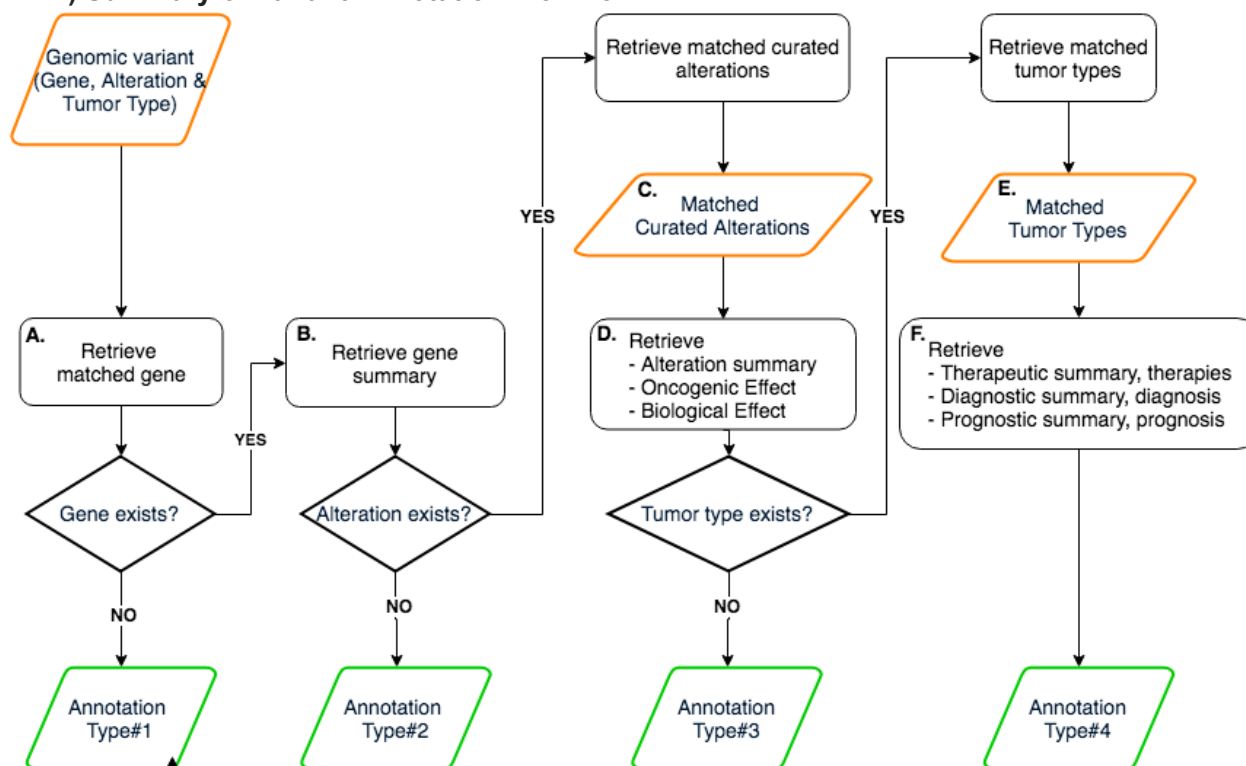 Genomic variant
(Gene, Alteration &
Tumor Type)
Retrieve matched curated
alterations
Retrieve matched
tumor types
YES
YES
C.
Matched
Curated Alterations
E.
Matched
Tumor Types
A.
Retrieve
matched gene
B.
Retrieve gene
summary
D.
Retrieve
- Alteration summary
- Oncogenic Effect
- Biological Effect
F.
Retrieve
- Therapeutic summary, therapies
- Diagnostic summary, diagnosis
- Prognostic summary, prognosis
YES
Gene exists?
Alteration exists?
Tumor type exists?
NO
NO
NO
Annotation
Type#1
Annotation
Type#2
Annotation
Type#3
Annotation
Type#4